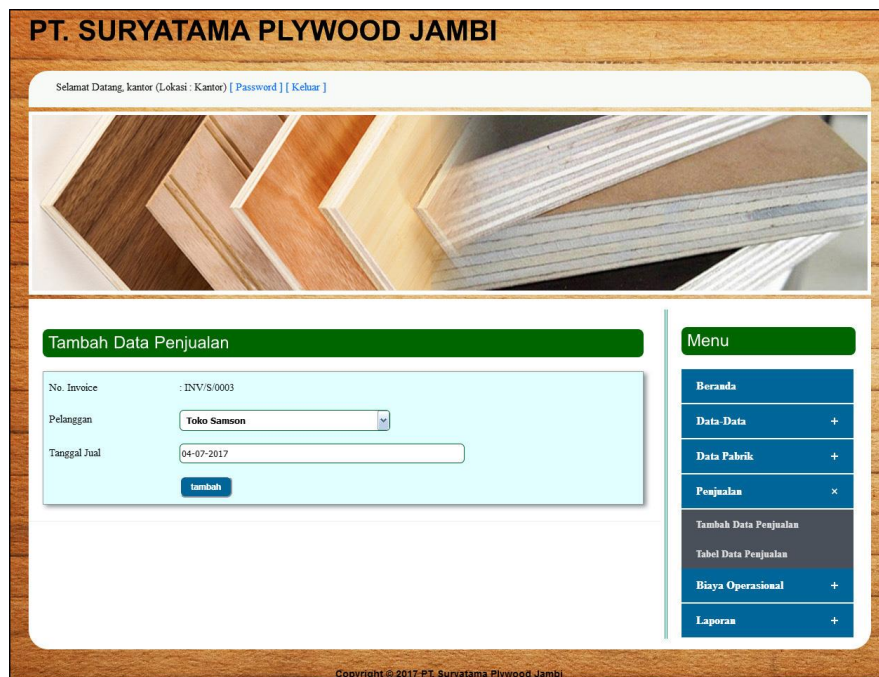 PT. SURYATAMA PLYWOOD JAMBI
Selamat Datang, kantor (Lokasi : Kantor) [ Password ] [ Keluar ]
Tambah Data Penjualan
No. Invoice : INV/S/0003
Pelanggan Toko Samson
Tanggal Jual 04-07-2017
tambah
Menu
Beranda
Data-Data +
Data Pabrik +
Penjualan ×
Tambah Data Penjualan
Tabel Data Penjualan
Biaya Operasional +
Laporan +
Copyright © 2017 PT. Suryatama Plywood Jambi